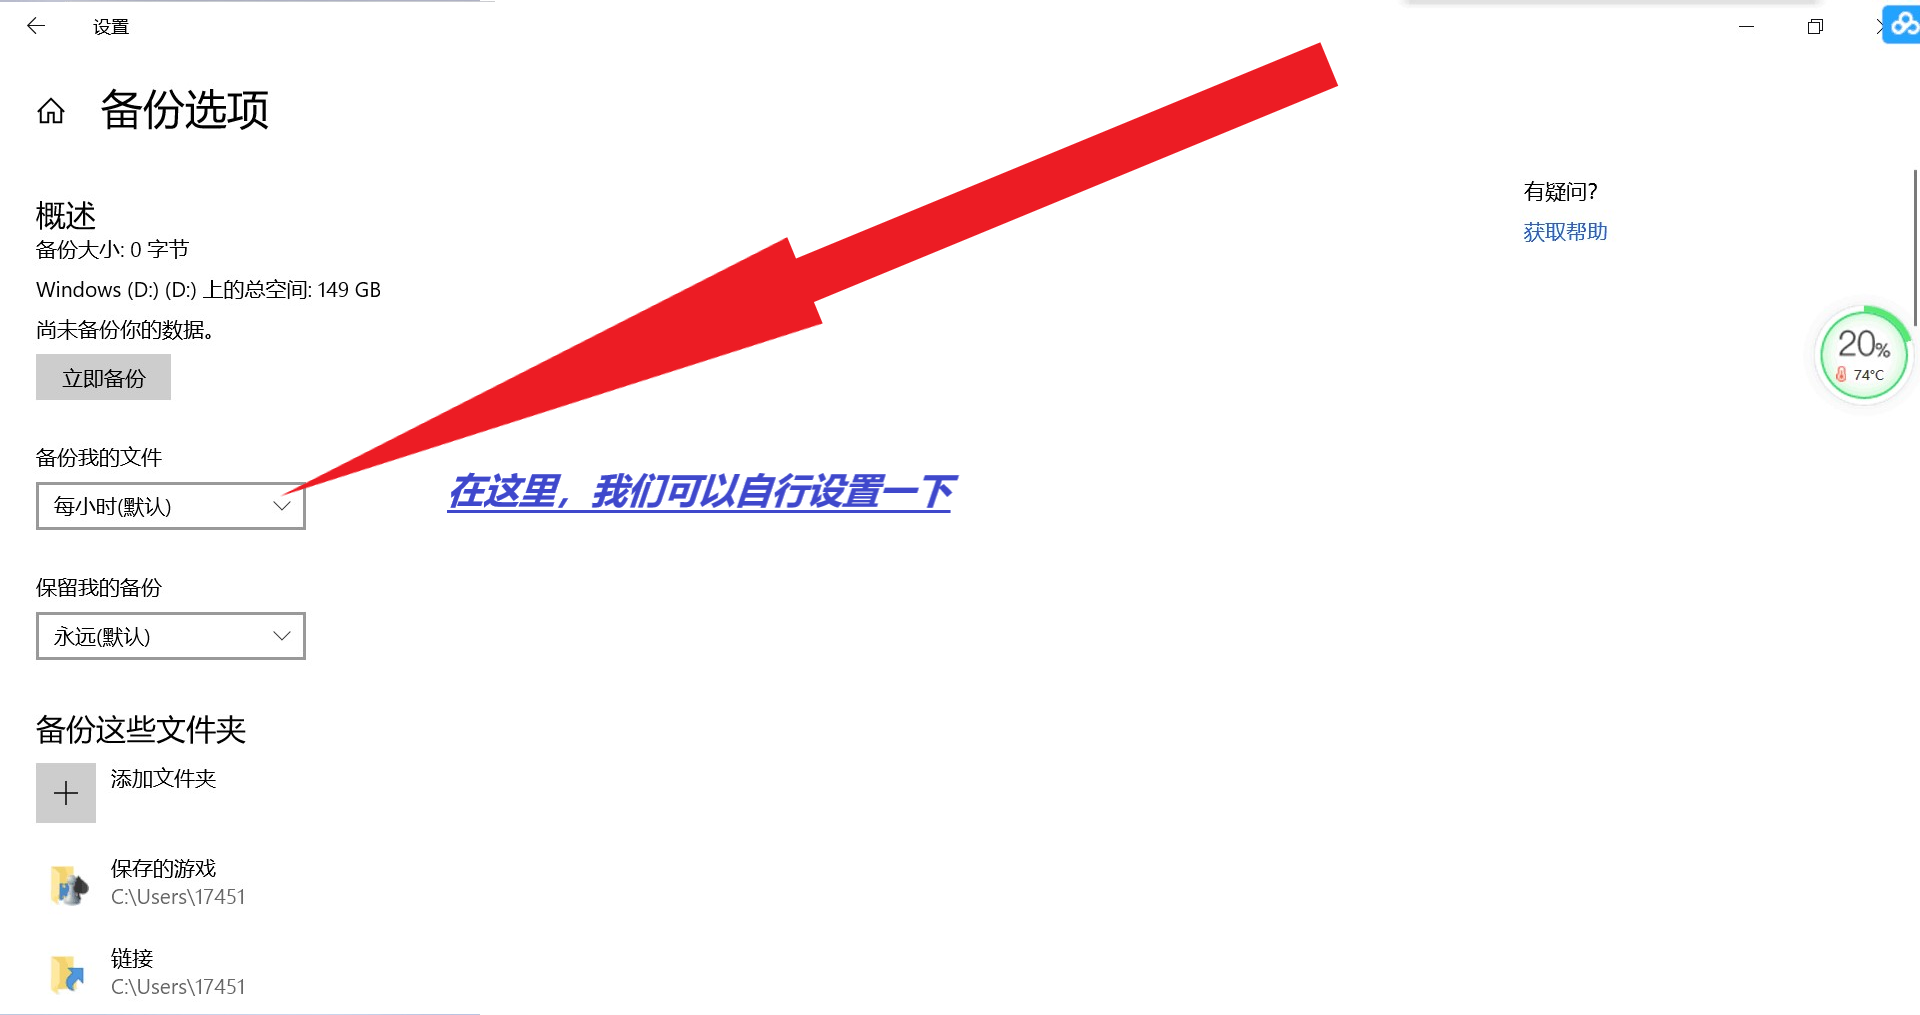 设置
备份选项
概述
备份大小: 0 字节
Windows (D:) (D:) 上的总空间: 149 GB
尚未备份你的数据。
立即备份
备份我的文件
每小时(默认)
在这里，我们可以自行设置一下
保留我的备份
永远(默认)
备份这些文件夹
添加文件夹
保存的游戏
C:\Users\17451
链接
C:\Users\17451
有疑问?
获取帮助
20%
74°C